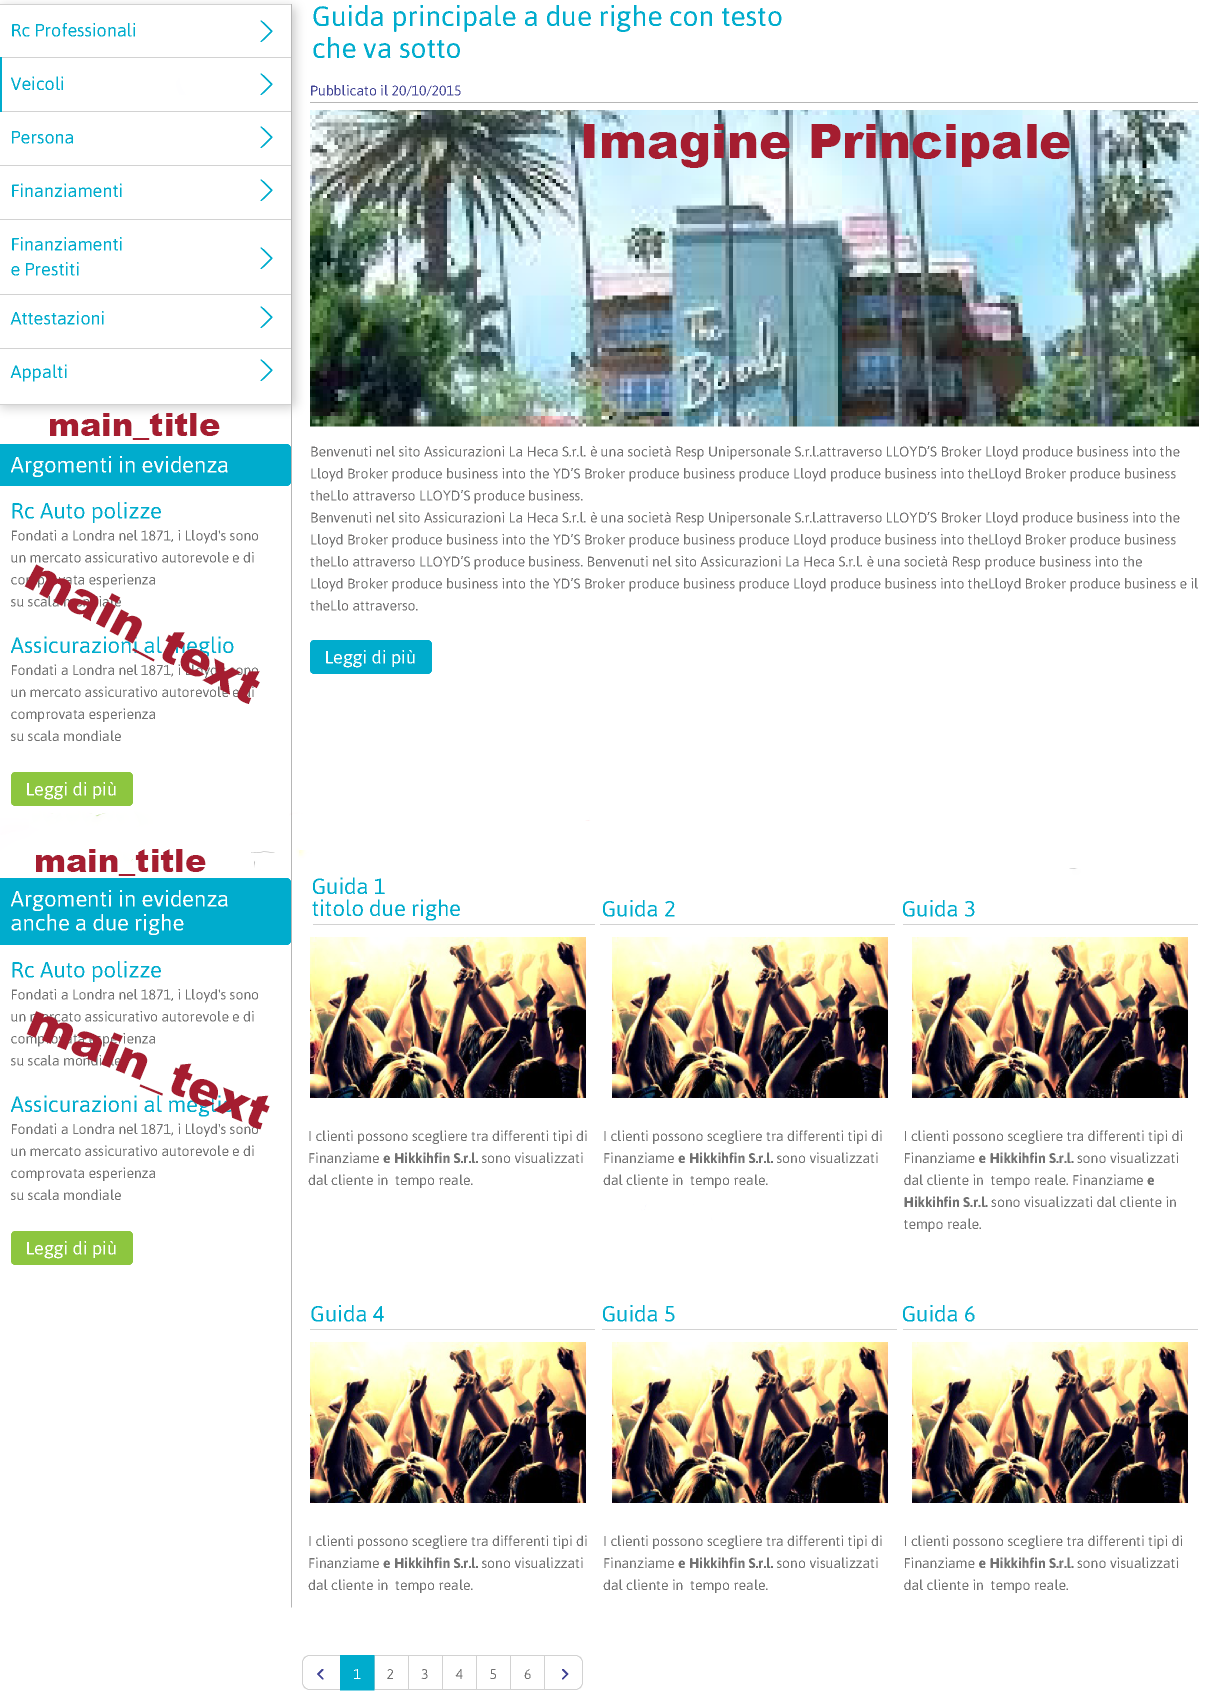 Rc Professionali
Veicoli
Persona
Finanziamenti
Finanziamenti
e Prestiti
Attestazioni
Appalti
main_title
Argomenti in evidenza
Rc Auto polizze
Fondati a Londra nel 1871, i Lloyd's sono
un mercato assicurativo autorevole e di
comprovata esperienza
su scala mondiale
main_text
Assicurazioni al meglio
Fondati a Londra nel 1871, i Lloyd's sono
un mercato assicurativo autorevole e di
comprovata esperienza
su scala mondiale
Leggi di più
main_title
Argomenti in evidenza
anche a due righe
Rc Auto polizze
Fondati a Londra nel 1871, i Lloyd's sono
un mercato assicurativo autorevole e di
comprovata esperienza
su scala mondiale
main_text
Assicurazioni al meglio
Fondati a Londra nel 1871, i Lloyd's sono
un mercato assicurativo autorevole e di
comprovata esperienza
su scala mondiale
Leggi di più
Guida principale a due righe con testo
che va sotto
Pubblicato il 20/10/2015
Imagine Principale
The
Beverly
Benvenuti nel sito Assicurazioni La Heca S.r.l. è una società Resp Unipersonale S.r.l.attraverso LLOYD'S Broker Lloyd produce business into the
Lloyd Broker produce business into the YD'S Broker produce business produce Lloyd produce business into theLloyd Broker produce business
theLlo attraverso LLOYD'S produce business.
Benvenuti nel sito Assicurazioni La Heca S.r.l. è una società Resp Unipersonale S.r.l.attraverso LLOYD'S Broker Lloyd produce business into the
Lloyd Broker produce business into the YD'S Broker produce business produce Lloyd produce business into theLloyd Broker produce business
theLlo attraverso LLOYD'S produce business. Benvenuti nel sito Assicurazioni La Heca S.r.l. è una società Resp produce business into the
Lloyd Broker produce business into the YD'S Broker produce business produce Lloyd produce business into theLloyd Broker produce business e il
theLlo attraverso.
Leggi di più
Guida 1
titolo due righe
I clienti possono scegliere tra differenti tipi di
Finanziame e Hikkihfin S.r.l. sono visualizzati
dal cliente in tempo reale.
Guida 2
I clienti possono scegliere tra differenti tipi di
Finanziame e Hikkihfin S.r.l. sono visualizzati
dal cliente in tempo reale.
Guida 3
I clienti possono scegliere tra differenti tipi di
Finanziame e Hikkihfin S.r.l. sono visualizzati
dal cliente in tempo reale. Finanziame e
Hikkihfin S.r.l. sono visualizzati dal cliente in
tempo reale.
Guida 4
I clienti possono scegliere tra differenti tipi di
Finanziame e Hikkihfin S.r.l. sono visualizzati
dal cliente in tempo reale.
Guida 5
I clienti possono scegliere tra differenti tipi di
Finanziame e Hikkihfin S.r.l. sono visualizzati
dal cliente in tempo reale.
Guida 6
I clienti possono scegliere tra differenti tipi di
Finanziame e Hikkihfin S.r.l. sono visualizzati
dal cliente in tempo reale.
1 2 3 4 5 6